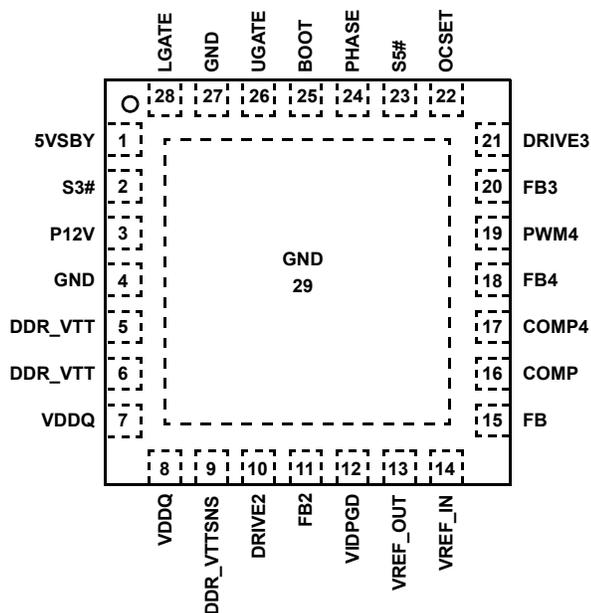 LGATE
GND
UGATE
BOOT
PHASE
S5#
OCSET
28
27
26
25
24
23
22
5VSBY 1
S3# 2
P12V 3
GND 4
DDR_VTT 5
DDR_VTT 6
VDDQ 7
GND
29
21 DRIVE3
20 FB3
19 PWM4
18 FB4
17 COMP4
16 COMP
15 FB
8
9
10
11
12
13
14
VDDQ
DDR_VTTSNS
DRIVE2
FB2
VIDPGD
VREF_OUT
VREF_IN